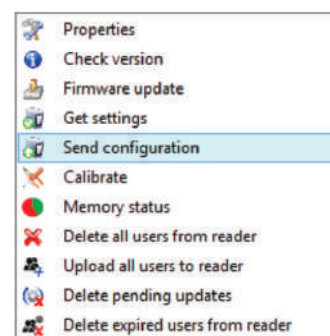 Properties
Check version
Firmware update
Get settings
Send configuration
Calibrate
Memory status
Delete all users from reader
Upload all users to reader
Delete pending updates
Delete expired users from reader